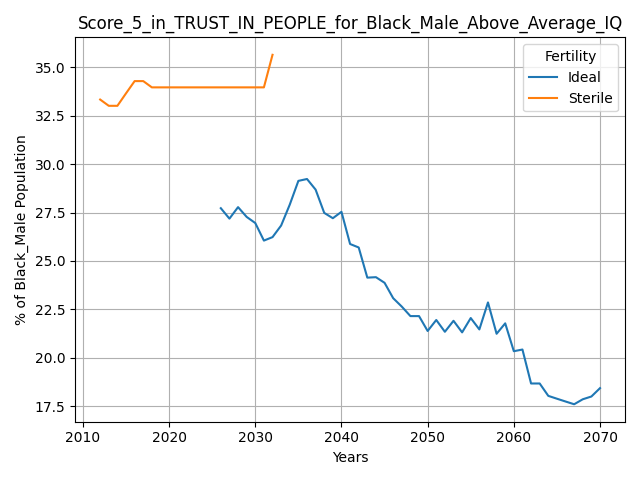 Score_5_in_TRUST_IN_PEOPLE_for_Black_Male_Above_Average_IQ
Fertility
Ideal
Sterile
% of Black_Male Population
35.0
32.5
30.0
27.5
25.0
22.5
20.0
17.5
2010 2020 2030 2040 2050 2060 2070
Years